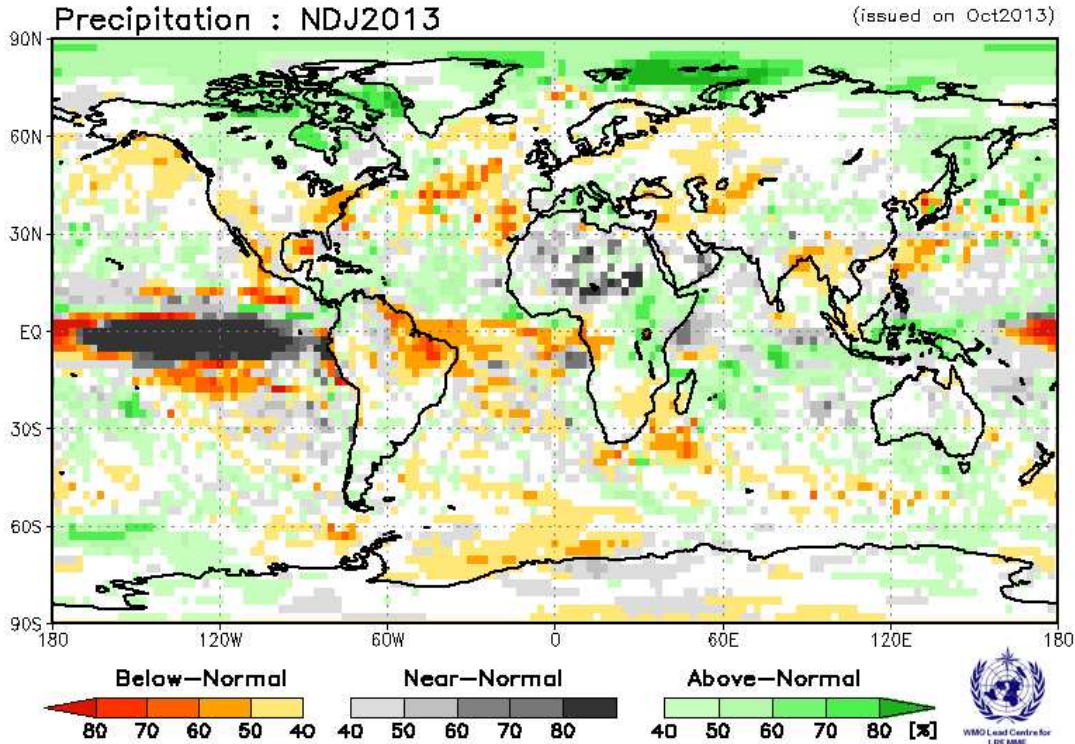 Precipitation : NDJ2013
(issued on Oct2013)
90N
60N
30N
EQ
30S
60S
90S
180 120W 60W 0 60E 120E 180
Below-Normal Near-Normal Above-Normal
80 70 60 50 40 40 50 60 70 80 40 50 60 70 80 [%]
WMO Lead Centre for